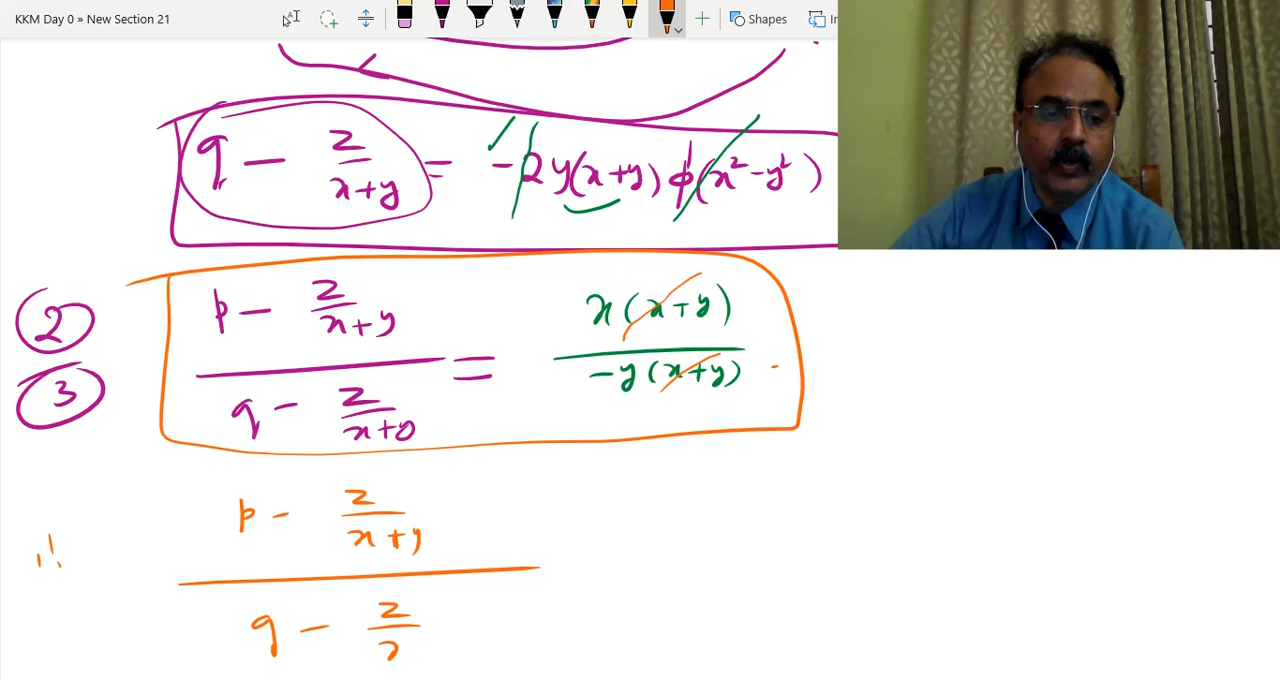 KKM Day 0 » New Section 21
Shapes
q - z/(x+y) = -2y(x+y) ϕ'(x²-y²)
② p - z/(x+y) x(x+y)
③ q - z/(x+y) = -y(x+y)
∴ p - z/(x+y)
q - z/